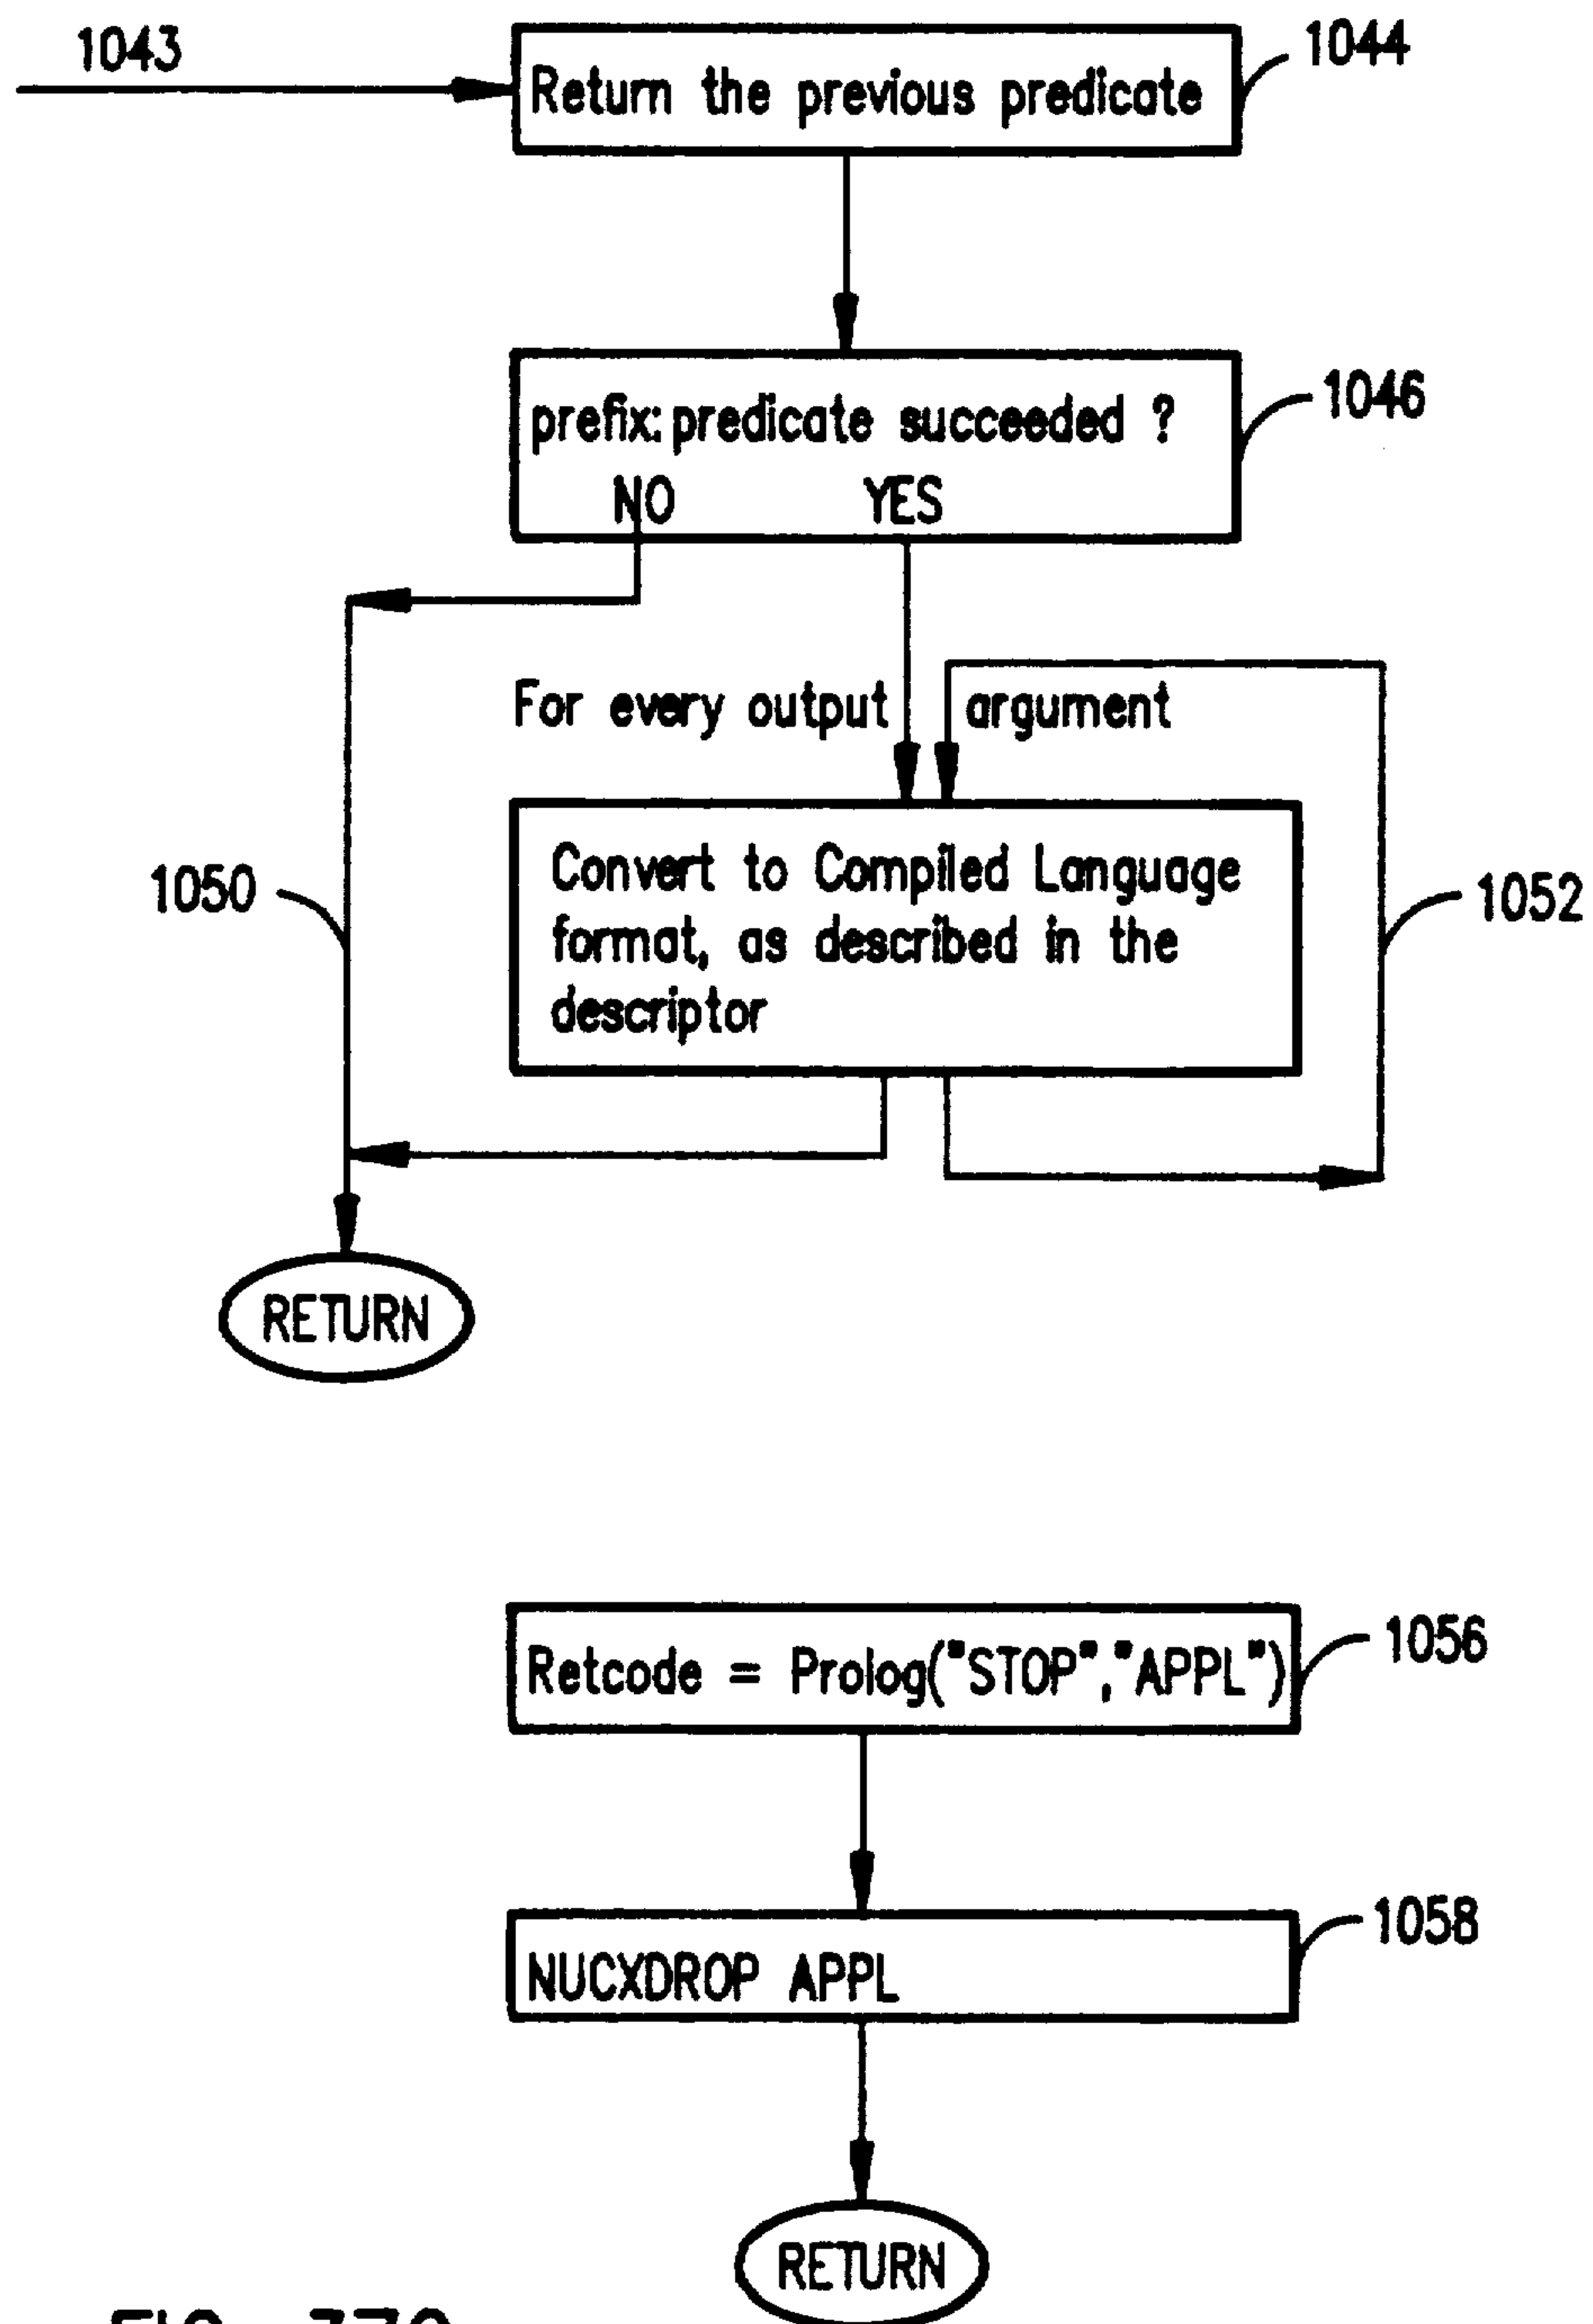 1043
1044
Return the previous predicate
1046
prefix: predicate succeeded ?
NO YES
For every output argument
Convert to Compiled Language
format, as described in the
descriptor
1050
1052
RETURN
1056
Retcode = Prolog("STOP","APPL")
1058
NUCXDROP APPL
RETURN